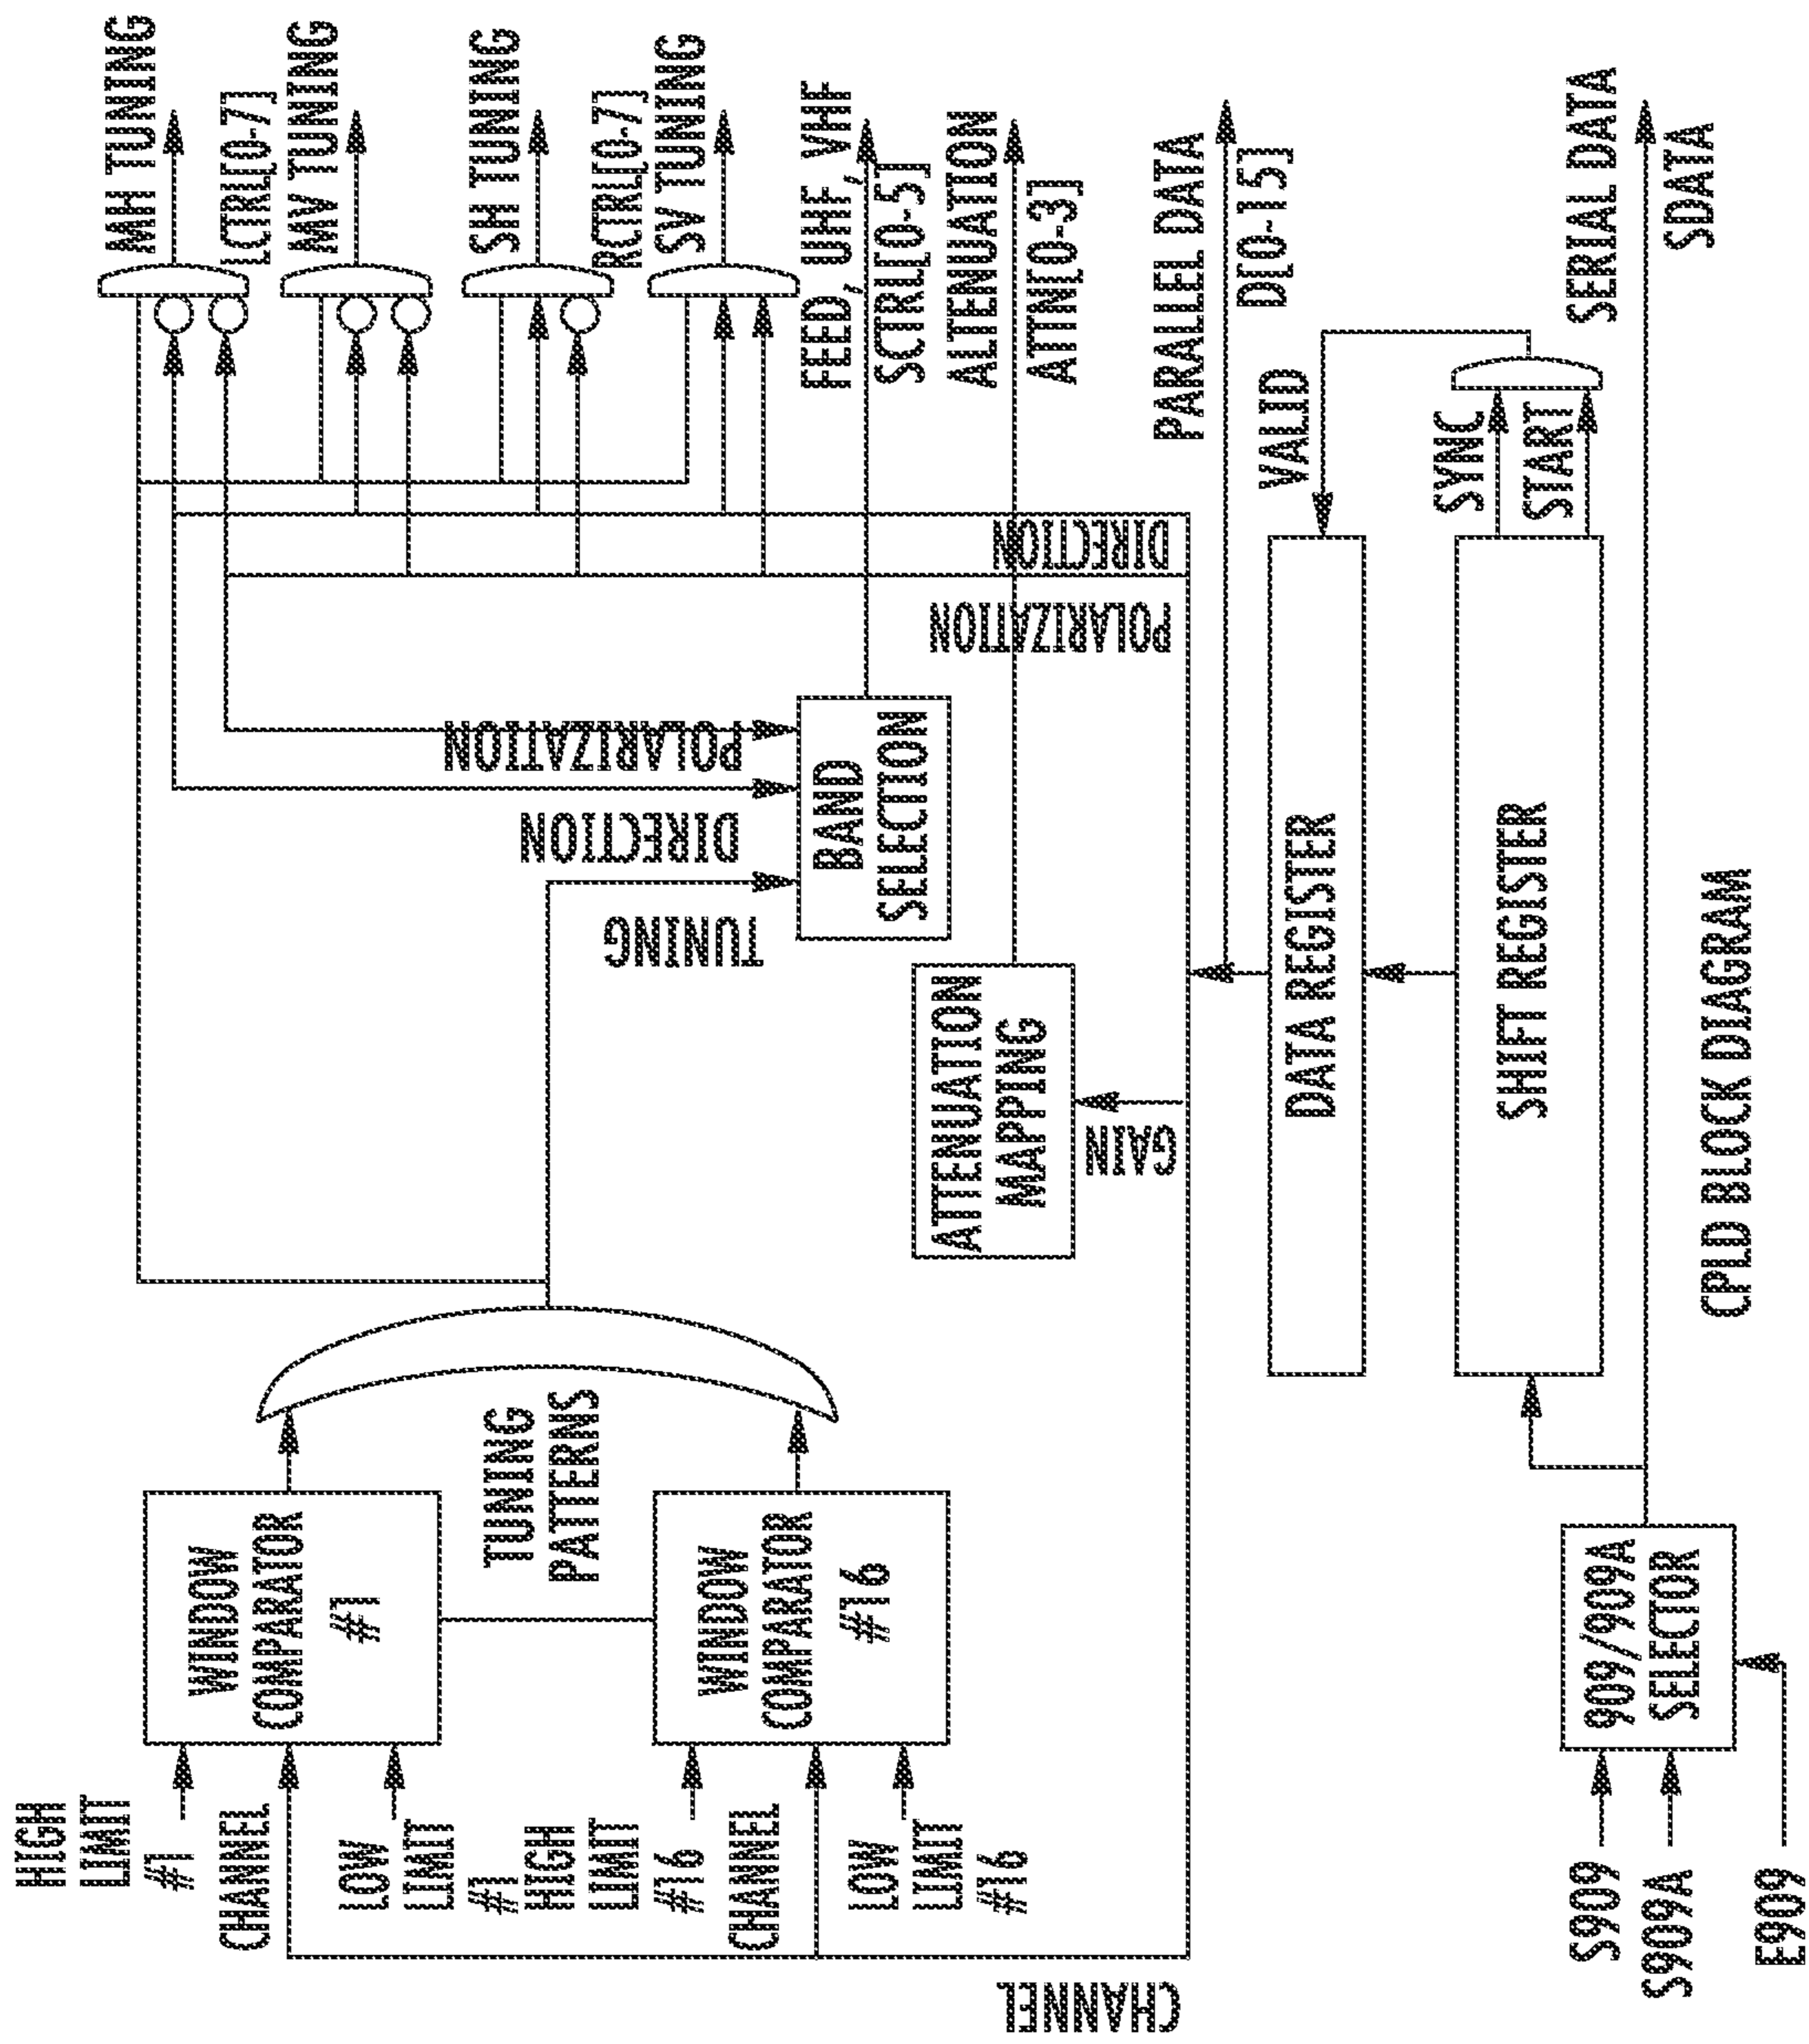 HIGH
LIMIT
#1
CHANNEL
LOW
LIMIT
#1
HIGH
LIMIT
#16
CHANNEL
LOW
LIMIT
#16
CHANNEL
WINDOW
COMPARATOR
#1
WINDOW
COMPARATOR
#16
TUNING
PATTERNS
MH TUNING
LCTRL[0-7]
MV TUNING
SH TUNING
RCTRL[0-7]
SV TUNING
FEED, UHF, VHF
SCTRL[0-5]
ALTENUATION
ATTN[0-3]
PARALLEL DATA
D[0-15]
TUNING
DIRECTION
POLARIZATION
BAND
SELECTION
POLARIZATION
DIRECTION
ATTENUATION
MAPPING
GAIN
DATA REGISTER
VALID
SHIFT REGISTER
SYNC
START
SERIAL DATA
SDATA
S909
S909A
E909
909/909A
SELECTOR
CPLD BLOCK DIAGRAM